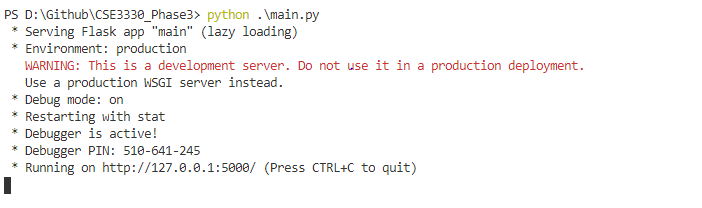 PS D:\Github\CSE3330_Phase3> python .\main.py
 * Serving Flask app "main" (lazy loading)
 * Environment: production
   WARNING: This is a development server. Do not use it in a production deployment.
   Use a production WSGI server instead.
 * Debug mode: on
 * Restarting with stat
 * Debugger is active!
 * Debugger PIN: 510-641-245
 * Running on http://127.0.0.1:5000/ (Press CTRL+C to quit)